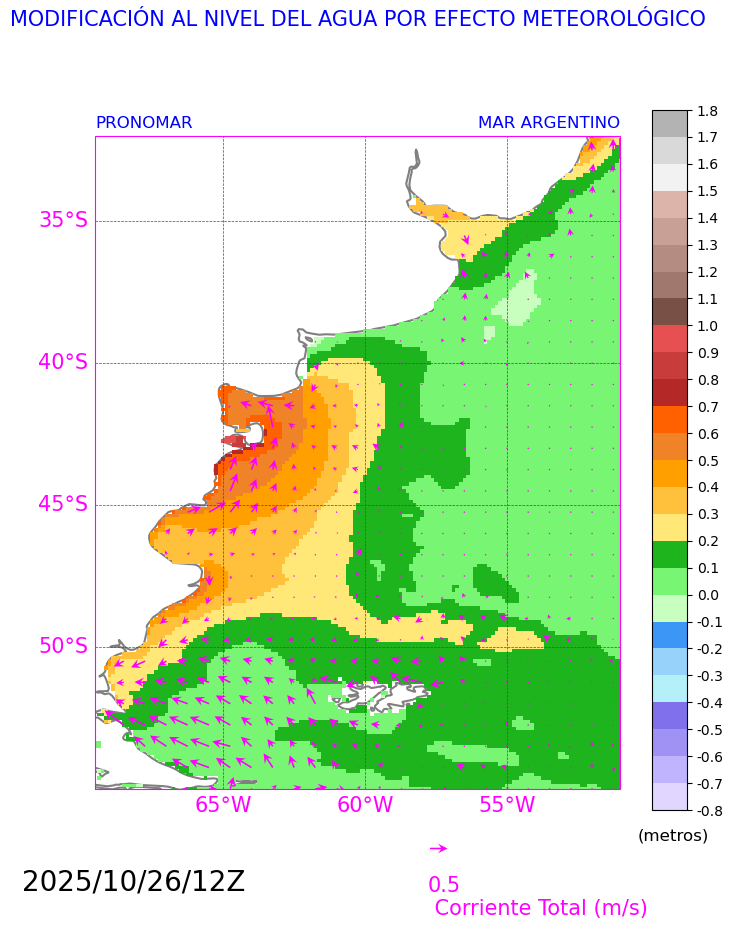 MODIFICACIÓN AL NIVEL DEL AGUA POR EFECTO METEOROLÓGICO
PRONOMAR MAR ARGENTINO
35°S
40°S
45°S
50°S
65°W 60°W 55°W
1.8
1.7
1.6
1.5
1.4
1.3
1.2
1.1
1.0
0.9
0.8
0.7
0.6
0.5
0.4
0.3
0.2
0.1
0.0
-0.1
-0.2
-0.3
-0.4
-0.5
-0.6
-0.7
-0.8
(metros)
2025/10/26/12Z
0.5
Corriente Total (m/s)